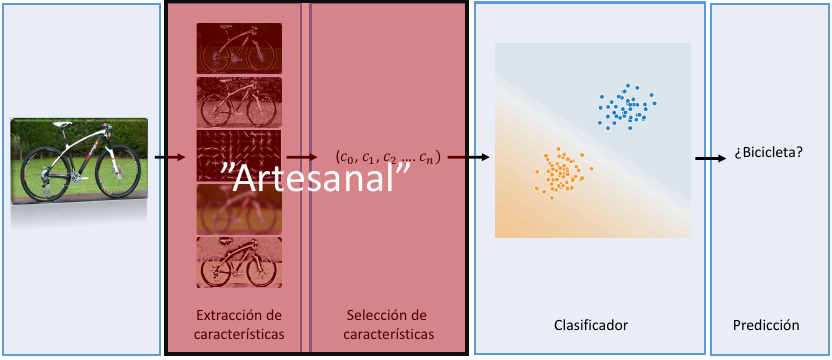 ¿Bicicleta?
(c₀, c₁, c₂ .... cₙ)
”Artesanal”
Extracción de
características
Selección de
características
Clasificador
Predicción